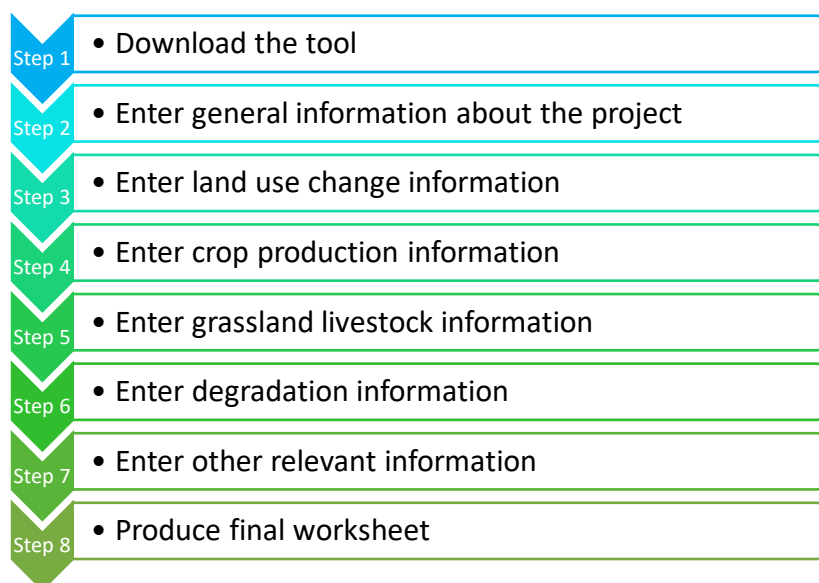 Step 1 • Download the tool
Step 2 • Enter general information about the project
Step 3 • Enter land use change information
Step 4 • Enter crop production information
Step 5 • Enter grassland livestock information
Step 6 • Enter degradation information
Step 7 • Enter other relevant information
Step 8 • Produce final worksheet